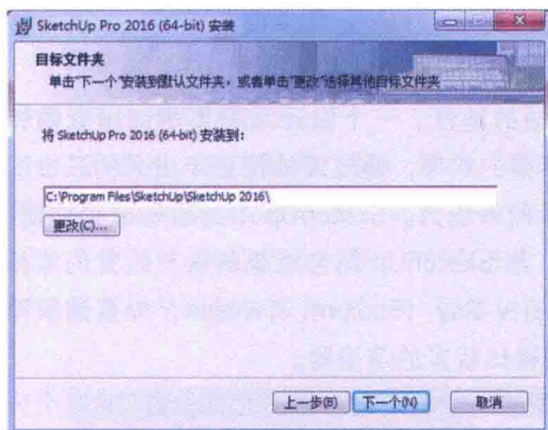 SketchUp Pro 2016 (64-bit) 安装
目标文件夹
单击"下一个"安装到默认文件夹，或者单击"更改"选择其他目标文件夹
将 SketchUp Pro 2016 (64-bit) 安装到：
C:\Program Files\SketchUp\SketchUp 2016\
更改(C)...
上一步(B) 下一个(N) 取消